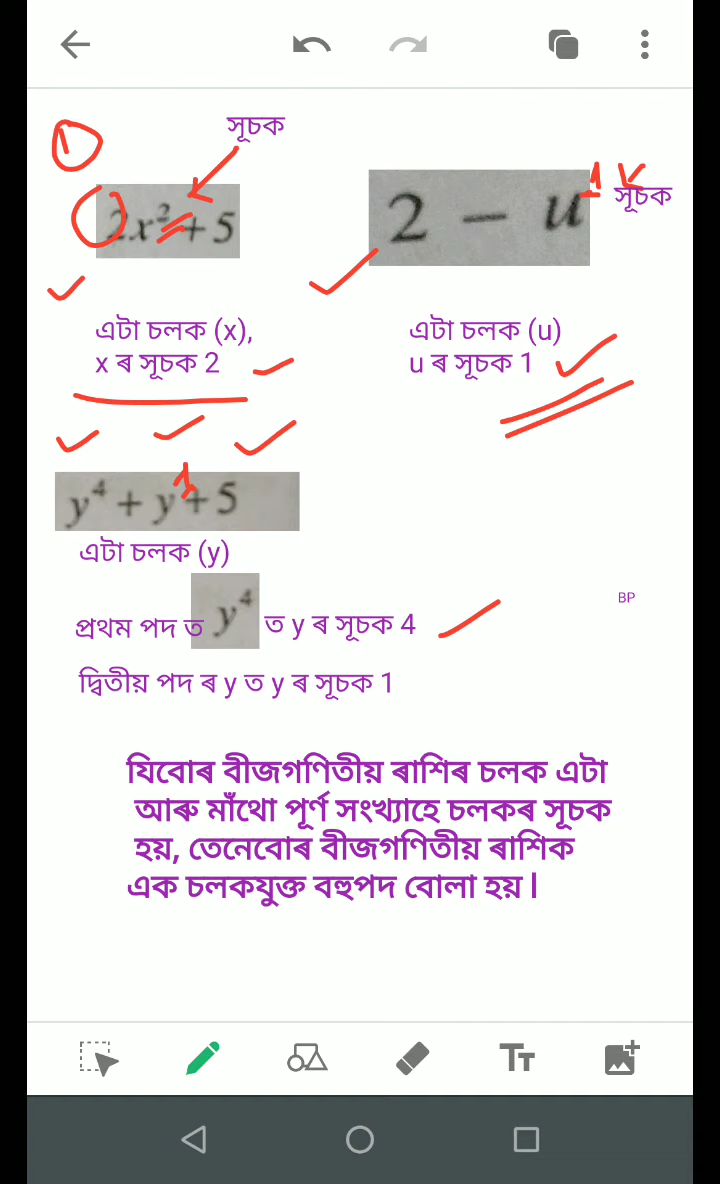 1
সূচক
2x² + 5
2 − u 1
সূচক
এটা চলক (x),
x ৰ সূচক 2
এটা চলক (u)
u ৰ সূচক 1
y⁴ + y + 5
1
এটা চলক (y)
প্ৰথম পদ ত y⁴ ত y ৰ সূচক 4
BP
দ্বিতীয় পদ ৰ y ত y ৰ সূচক 1
যিবোৰ বীজগণিতীয় ৰাশিৰ চলক এটা
আৰু মাঁথো পূৰ্ণ সংখ্যাহে চলকৰ সূচক
হয়, তেনেবোৰ বীজগণিতীয় ৰাশিক
এক চলকযুক্ত বহুপদ বোলা হয় l
Tт